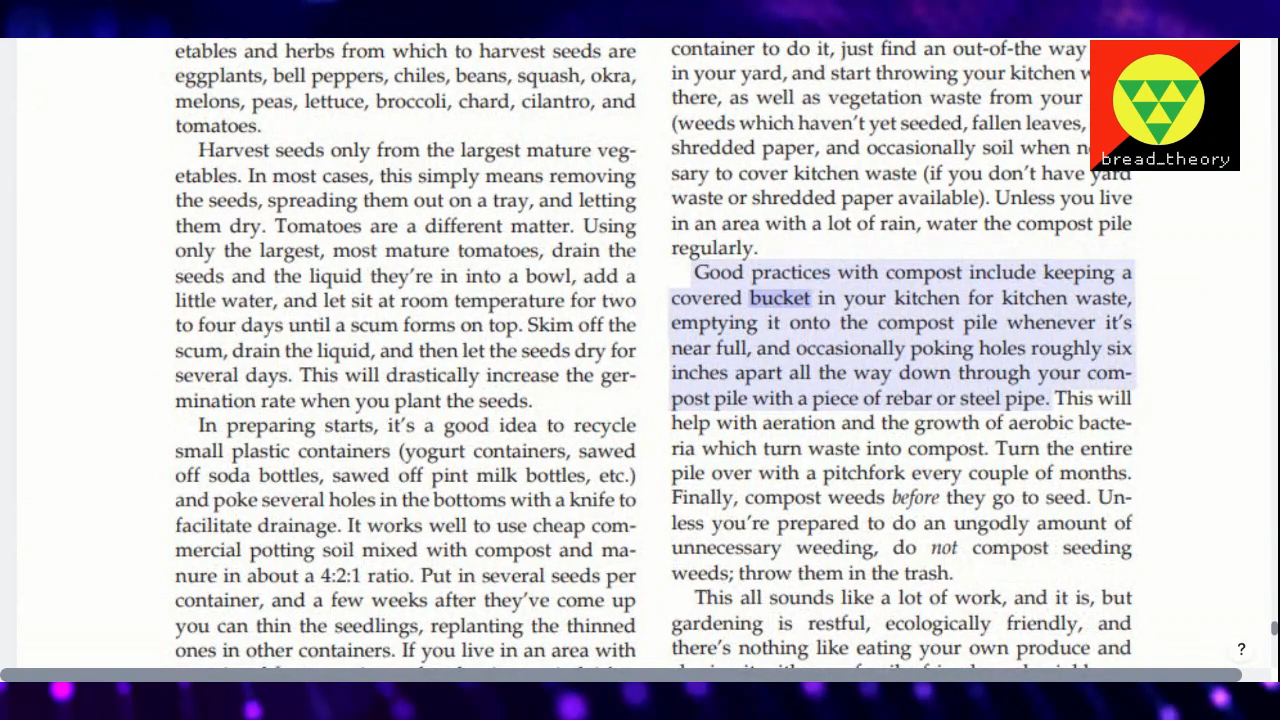 etables and herbs from which to harvest seeds are
eggplants, bell peppers, chiles, beans, squash, okra,
melons, peas, lettuce, broccoli, chard, cilantro, and
tomatoes.
Harvest seeds only from the largest mature veg-
etables. In most cases, this simply means removing
the seeds, spreading them out on a tray, and letting
them dry. Tomatoes are a different matter. Using
only the largest, most mature tomatoes, drain the
seeds and the liquid they're in into a bowl, add a
little water, and let sit at room temperature for two
to four days until a scum forms on top. Skim off the
scum, drain the liquid, and then let the seeds dry for
several days. This will drastically increase the ger-
mination rate when you plant the seeds.
In preparing starts, it's a good idea to recycle
small plastic containers (yogurt containers, sawed
off soda bottles, sawed off pint milk bottles, etc.)
and poke several holes in the bottoms with a knife to
facilitate drainage. It works well to use cheap com-
mercial potting soil mixed with compost and ma-
nure in about a 4:2:1 ratio. Put in several seeds per
container, and a few weeks after they've come up
you can thin the seedlings, replanting the thinned
ones in other containers. If you live in an area with
container to do it, just find an out-of-the way
in your yard, and start throwing your kitchen
there, as well as vegetation waste from your
(weeds which haven't yet seeded, fallen leaves,
shredded paper, and occasionally soil when
sary to cover kitchen waste (if you don't have yard
waste or shredded paper available). Unless you live
in an area with a lot of rain, water the compost pile
regularly.
Good practices with compost include keeping a
covered bucket in your kitchen for kitchen waste,
emptying it onto the compost pile whenever it's
near full, and occasionally poking holes roughly six
inches apart all the way down through your com-
post pile with a piece of rebar or steel pipe. This will
help with aeration and the growth of aerobic bacte-
ria which turn waste into compost. Turn the entire
pile over with a pitchfork every couple of months.
Finally, compost weeds before they go to seed. Un-
less you're prepared to do an ungodly amount of
unnecessary weeding, do not compost seeding
weeds; throw them in the trash.
This all sounds like a lot of work, and it is, but
gardening is restful, ecologically friendly, and
there's nothing like eating your own produce and
bread_theory
?